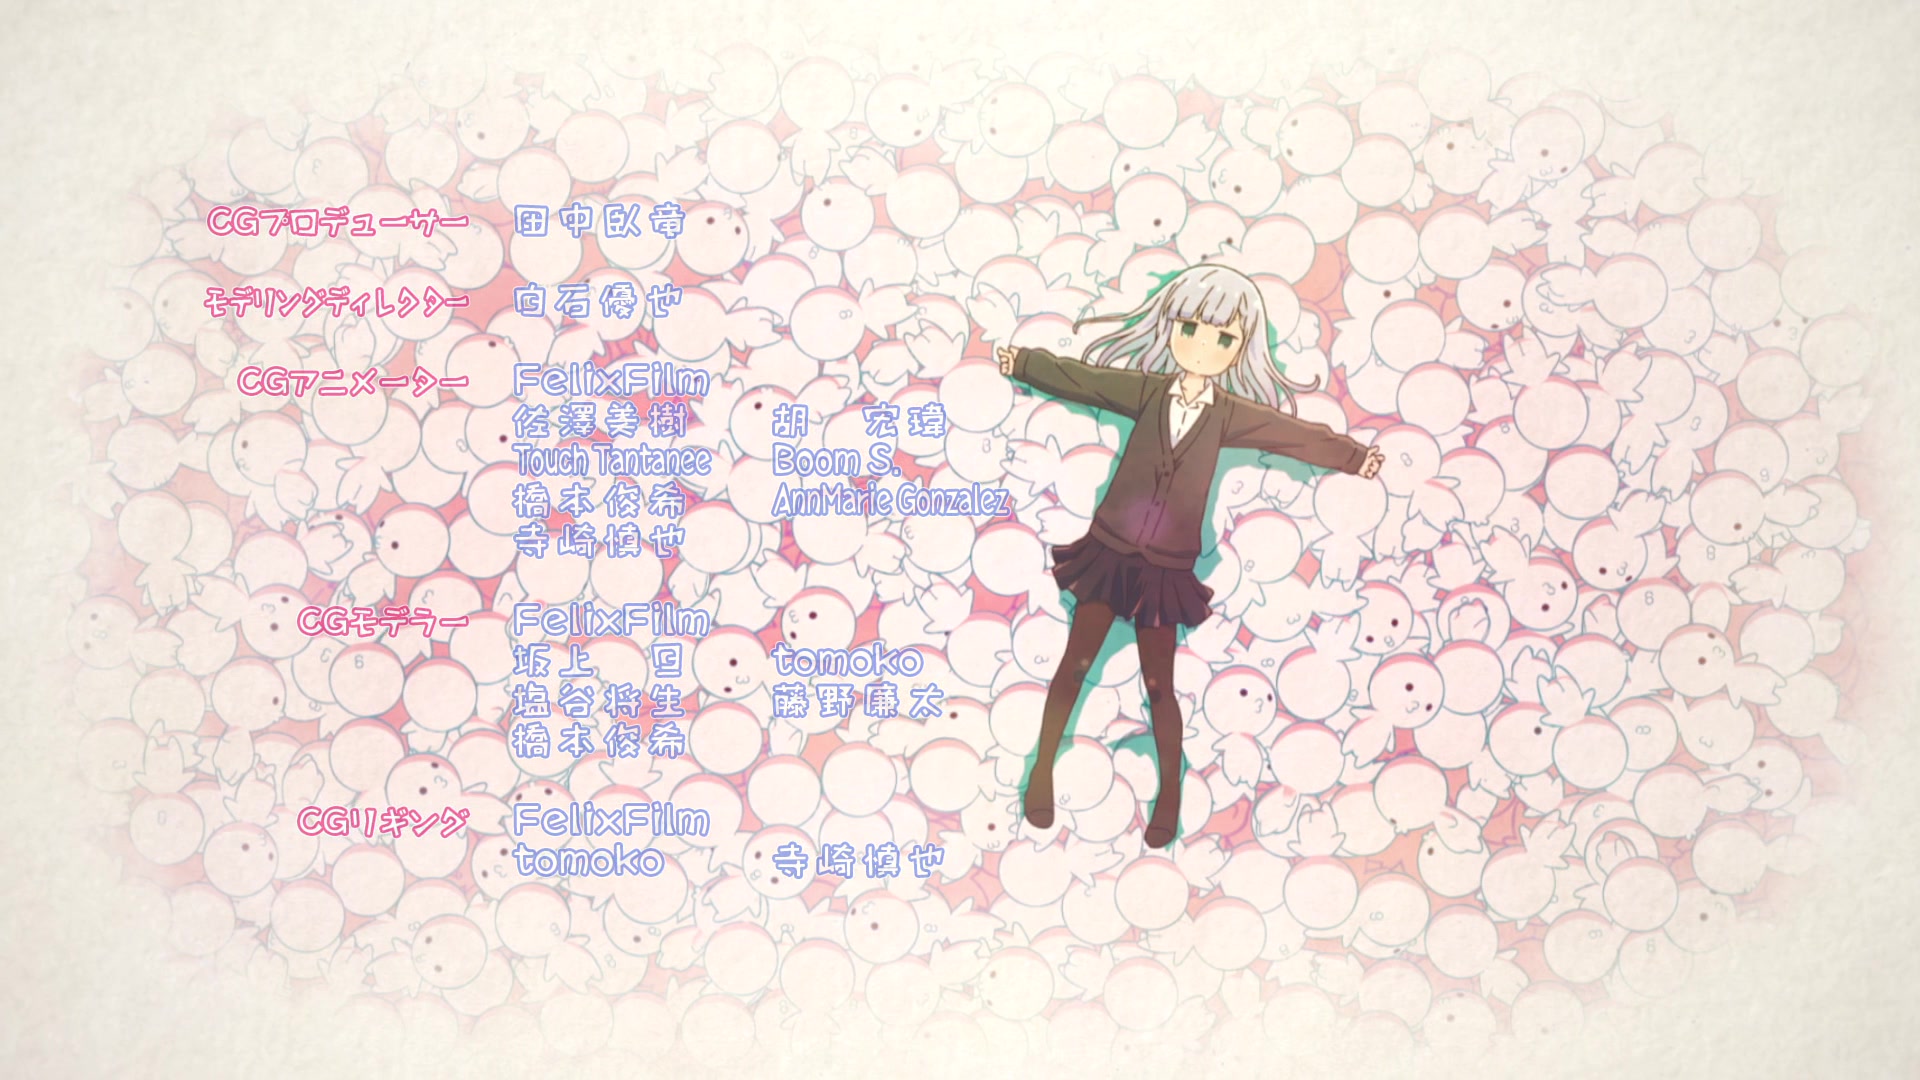 CGプロデューサー 田中臥竜
モデリングディレクター 白石優也
CGアニメーター FelixFilm
佐澤美樹 胡 宏瑋
Touch Tantanee Boom S.
橋本俊希 AnnMarie Gonzalez
寺崎慎也
CGモデラー FelixFilm
坂上 亘 tomoko
塩谷将生 藤野廉太
橋本俊希
CGリギング FelixFilm
tomoko 寺崎慎也